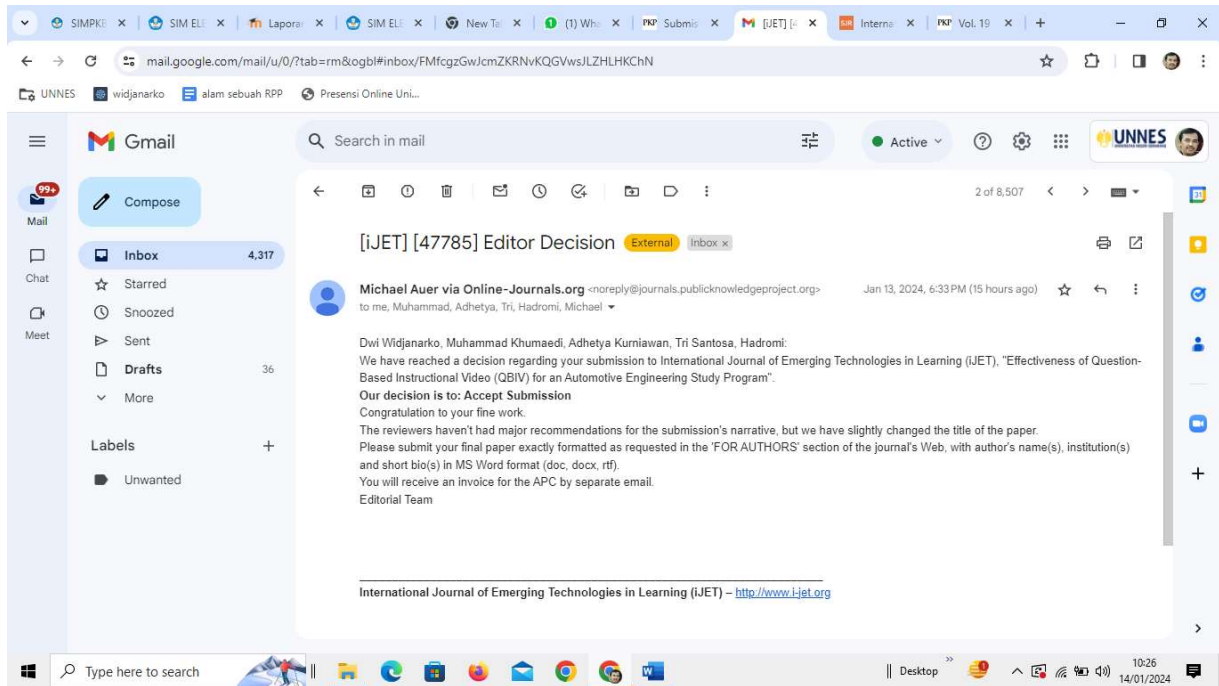 SIMPKB
SIM ELE
Lapora
SIM ELE
New Ta
(1) Wh
PKP Submis
[iJET] [4
SJR Interna
PKP Vol. 19
mail.google.com/mail/u/0/?tab=rm&ogbl#inbox/FMfcgzGwJcmZKRNvKQGVwsJLZHLHKChN
UNNES
widjanarko
alam sebuah RPP
Presensi Online Uni...
Gmail
Search in mail
Active
UNNES
99+
Mail
Chat
Meet
Compose
Inbox 4,317
Starred
Snoozed
Sent
Drafts 36
More
Labels
Unwanted
2 of 8,507
31
[iJET] [47785] Editor Decision External Inbox x
Michael Auer via Online-Journals.org <noreply@journals.publicknowledgeproject.org> Jan 13, 2024, 6:33 PM (15 hours ago)
to me, Muhammad, Adhetya, Tri, Hadromi, Michael
Dwi Widjanarko, Muhammad Khumaedi, Adhetya Kurniawan, Tri Santosa, Hadromi:
We have reached a decision regarding your submission to International Journal of Emerging Technologies in Learning (iJET), "Effectiveness of Question-
Based Instructional Video (QBIV) for an Automotive Engineering Study Program".
Our decision is to: Accept Submission
Congratulation to your fine work.
The reviewers haven't had major recommendations for the submission's narrative, but we have slightly changed the title of the paper.
Please submit your final paper exactly formatted as requested in the 'FOR AUTHORS' section of the journal's Web, with author's name(s), institution(s)
and short bio(s) in MS Word format (doc, docx, rtf).
You will receive an invoice for the APC by separate email.
Editorial Team
International Journal of Emerging Technologies in Learning (iJET) – http://www.i-jet.org
Type here to search
Desktop
10:26
14/01/2024